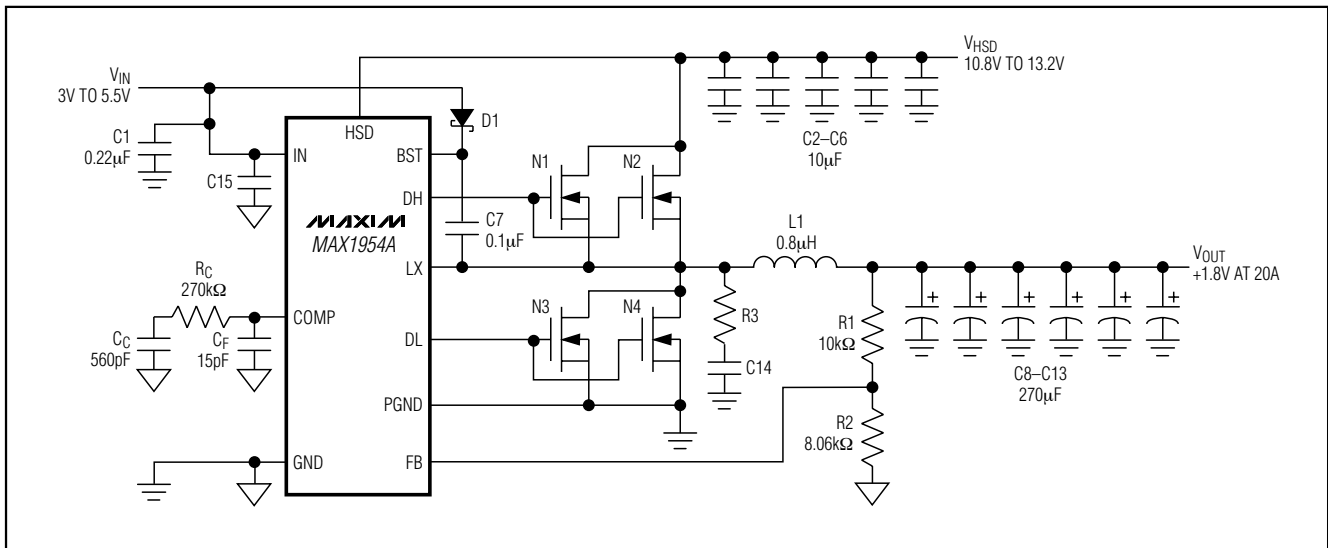 V_IN
3V TO 5.5V
C1
0.22µF
C15
IN
HSD
BST
DH
MAXIM
MAX1954A
LX
R_C
270kΩ
COMP
C_C
560pF
C_F
15pF
DL
PGND
GND
FB
D1
C7
0.1µF
N1
N2
N3
N4
V_HSD
10.8V TO 13.2V
C2–C6
10µF
L1
0.8µH
R3
C14
V_OUT
+1.8V AT 20A
R1
10kΩ
R2
8.06kΩ
+
+
+
+
+
+
C8–C13
270µF